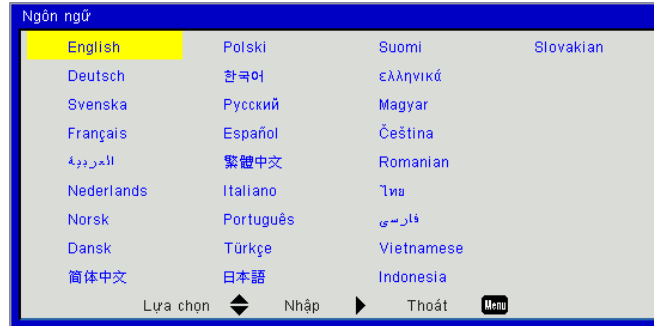 Ngôn ngữ
English Polski Suomi Slovakian
Deutsch 한국어 ελληνικά
Svenska Русский Magyar
Français Español Čeština
العربية 繁體中文 Romanian
Nederlands Italiano ไทย
Norsk Português فارسی
Dansk Türkçe Vietnamese
简体中文 日本語 Indonesia
Lựa chọn Nhập Thoát Menu